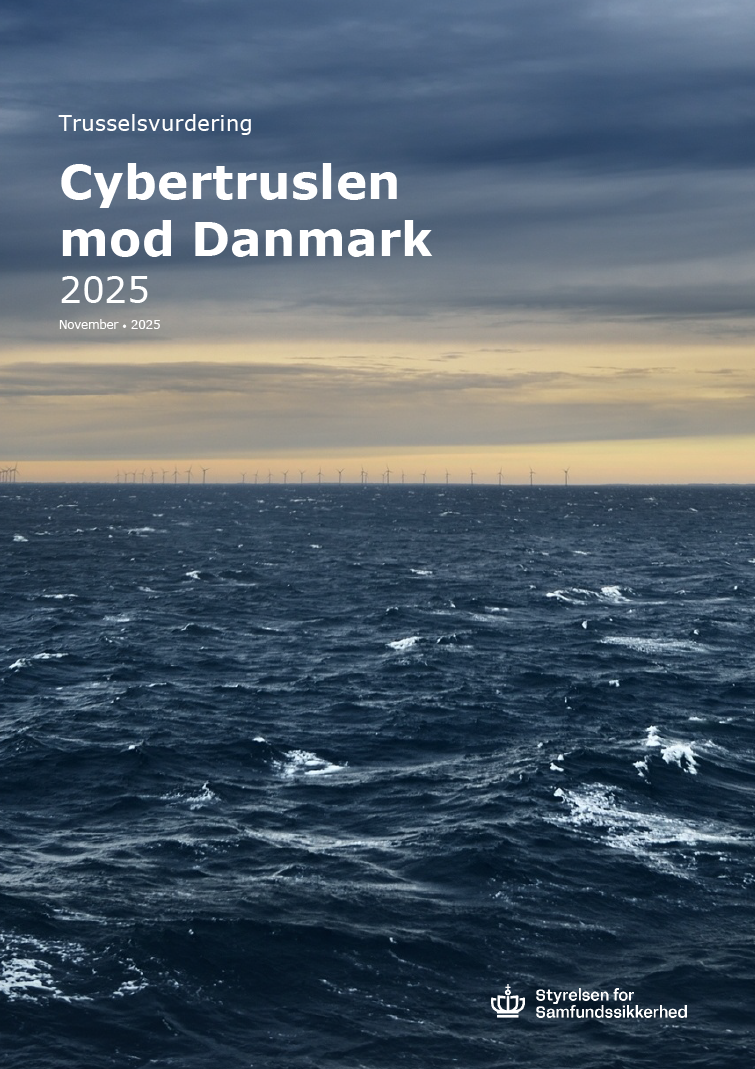 Trusselsvurdering
Cybertruslen
mod Danmark
2025
November • 2025
Styrelsen for
Samfundssikkerhed